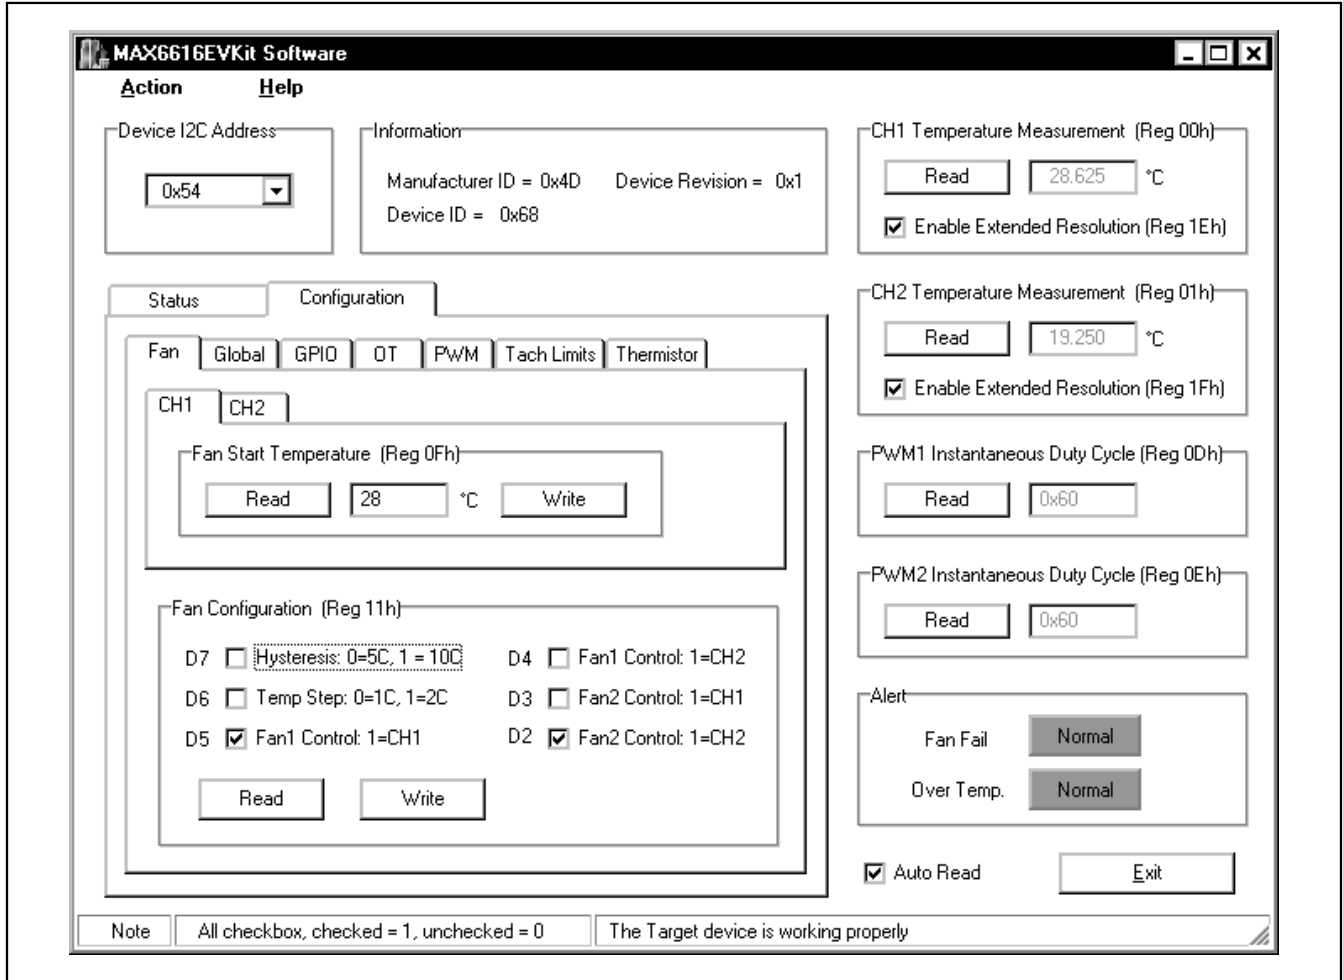 MAX6616EVKit Software
Action Help
Device I2C Address
0x54
Information
Manufacturer ID = 0x4D Device Revision = 0x1
Device ID = 0x68
CH1 Temperature Measurement (Reg 00h)
Read 28.625 °C
Enable Extended Resolution (Reg 1Eh)
Status Configuration
Fan Global GPIO OT PWM Tach Limits Thermistor
CH1 CH2
Fan Start Temperature (Reg 0Fh)
Read 28 °C Write
Fan Configuration (Reg 11h)
D7 Hysteresis: 0=5C, 1 = 10C
D6 Temp Step: 0=1C, 1=2C
D5 Fan1 Control: 1=CH1
D4 Fan1 Control: 1=CH2
D3 Fan2 Control: 1=CH1
D2 Fan2 Control: 1=CH2
Read Write
CH2 Temperature Measurement (Reg 01h)
Read 19.250 °C
Enable Extended Resolution (Reg 1Fh)
PWM1 Instantaneous Duty Cycle (Reg 0Dh)
Read 0x60
PWM2 Instantaneous Duty Cycle (Reg 0Eh)
Read 0x60
Alert
Fan Fail Normal
Over Temp. Normal
Auto Read Exit
Note All checkbox, checked = 1, unchecked = 0 The Target device is working properly